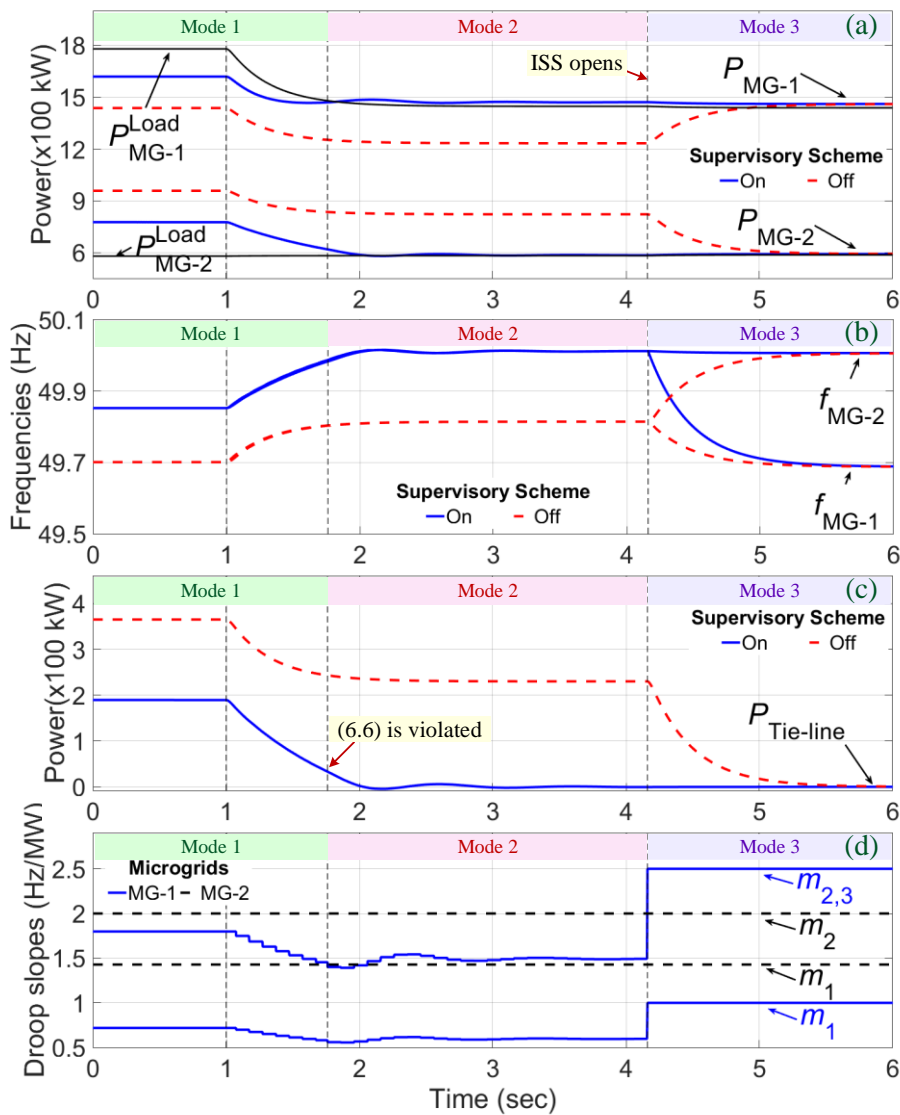 Mode 1 Mode 2 Mode 3 (a)
Power(x100 kW)
18
15
12
9
6
ISS opens
P MG-1
P Load MG-1
P Load MG-2
P MG-2
Supervisory Scheme
On Off
0 1 2 3 4 5 6
Mode 1 Mode 2 Mode 3 (b)
Frequencies (Hz)
50.1
49.9
49.7
49.5
f MG-2
f MG-1
Supervisory Scheme
On Off
0 1 2 3 4 5 6
Mode 1 Mode 2 Mode 3 (c)
Power(x100 kW)
4
3
2
1
0
Supervisory Scheme
On Off
(6.6) is violated
P Tie-line
0 1 2 3 4 5 6
Mode 1 Mode 2 Mode 3 (d)
Droop slopes (Hz/MW)
2.5
2
1.5
1
0.5
Microgrids
MG-1 MG-2
m2,3
m2
m1
m1
0 1 2 3 4 5 6
Time (sec)